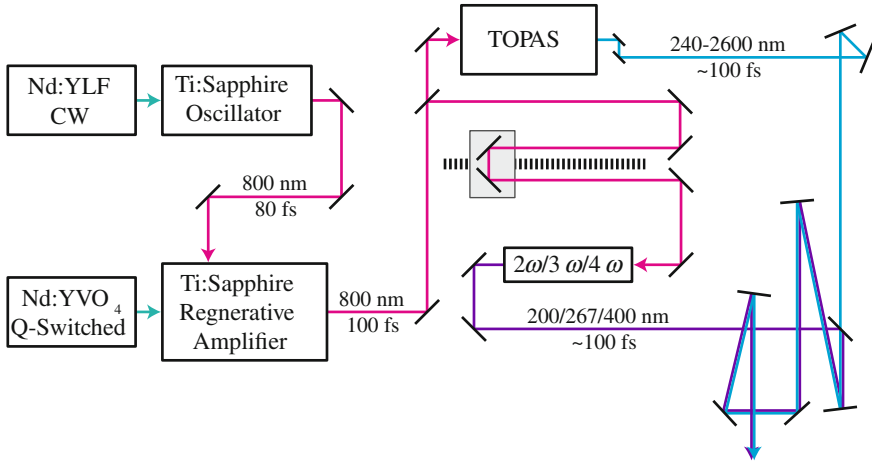 TOPAS
240-2600 nm
~100 fs
Nd:YLF
CW
Ti:Sapphire
Oscillator
800 nm
80 fs
2ω/3 ω/4 ω
Nd:YVO4
Q-Switched
Ti:Sapphire
Regnerative
Amplifier
800 nm
100 fs
200/267/400 nm
~100 fs